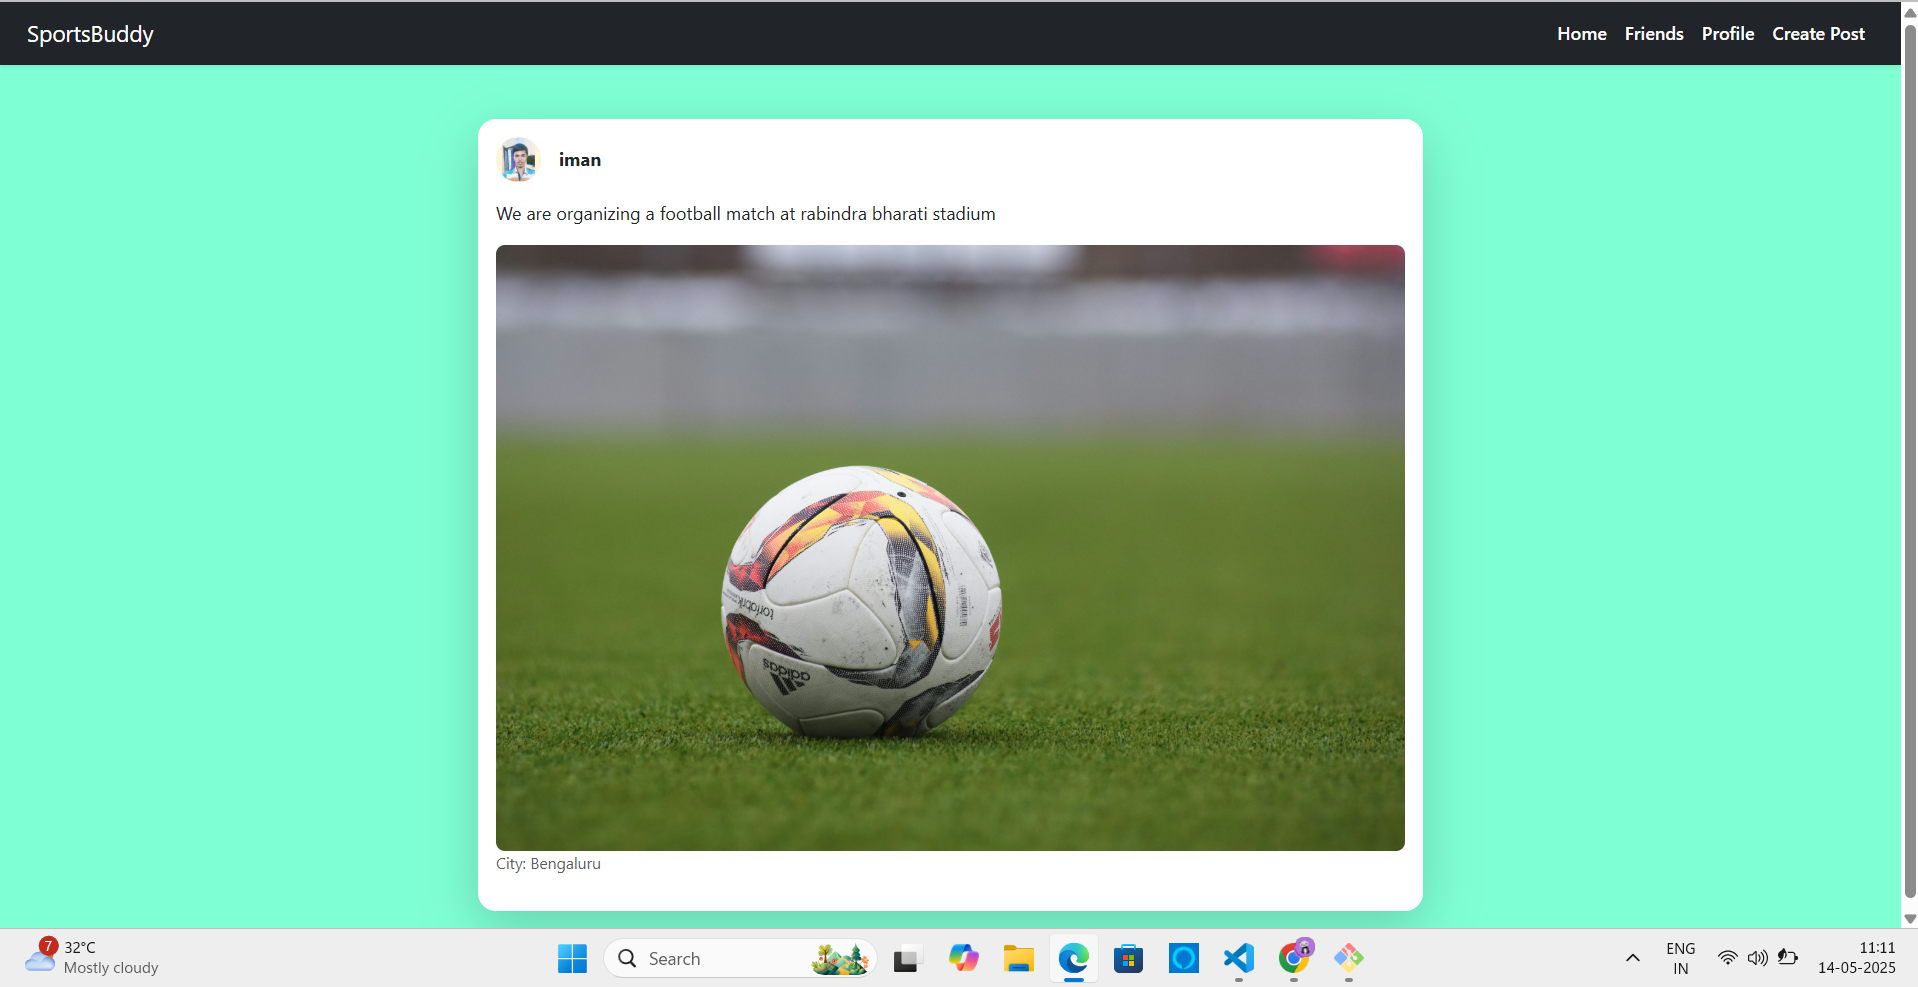 SportsBuddy
Home Friends Profile Create Post
iman
We are organizing a football match at rabindra bharati stadium
torfabrik
adidas
City: Bengaluru
7
32°C
Mostly cloudy
Search
ENG
IN
11:11
14-05-2025